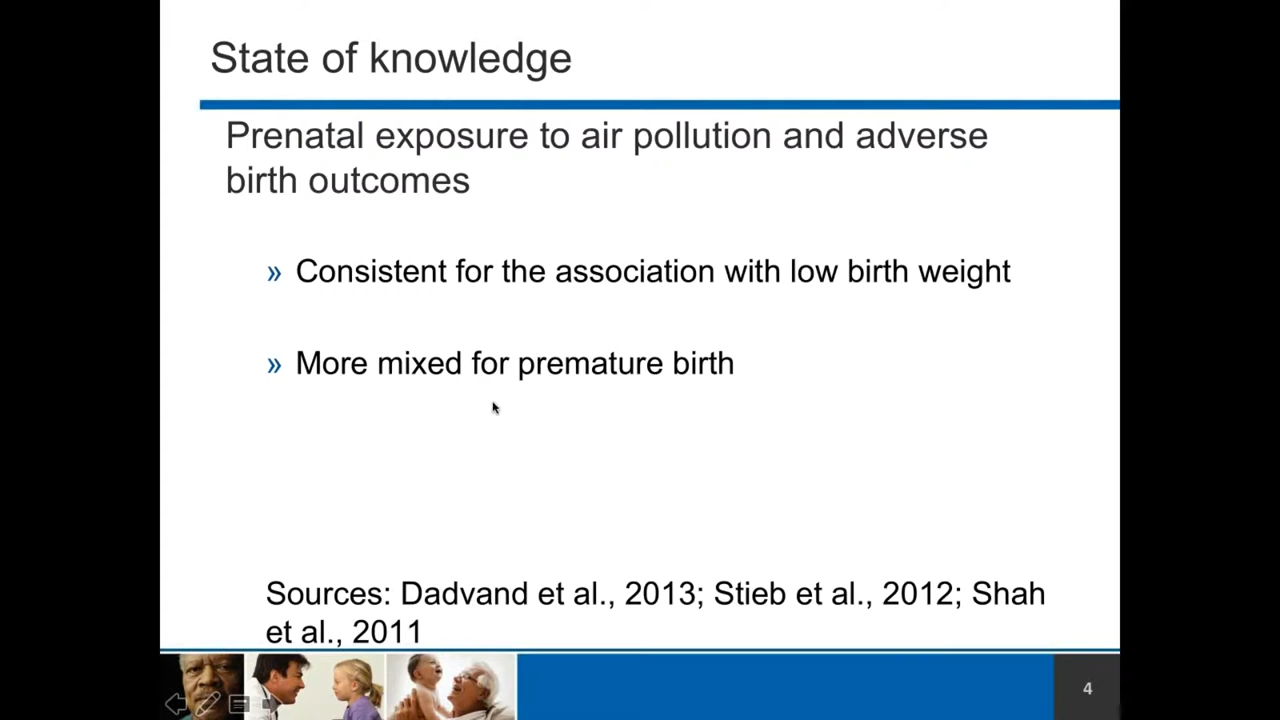 State of knowledge
Prenatal exposure to air pollution and adverse
birth outcomes
» Consistent for the association with low birth weight
» More mixed for premature birth
Sources: Dadvand et al., 2013; Stieb et al., 2012; Shah
et al., 2011
4